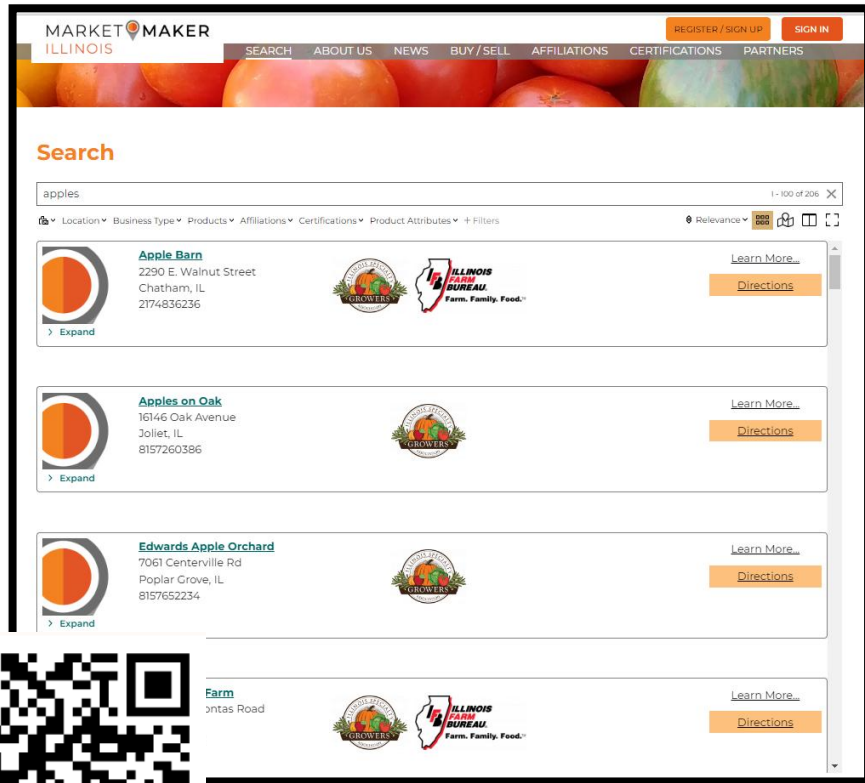 MARKET MAKER
ILLINOIS
REGISTER / SIGN UP
SIGN IN
SEARCH ABOUT US NEWS BUY / SELL AFFILIATIONS CERTIFICATIONS PARTNERS
Search
apples
1 - 100 of 206
Location Business Type Products Affiliations Certifications Product Attributes + Filters
Relevance
Apple Barn
2290 E. Walnut Street
Chatham, IL
2174836236
Expand
GROWERS
ILLINOIS
FARM
BUREAU.
Farm. Family. Food.™
Learn More...
Directions
Apples on Oak
16146 Oak Avenue
Joliet, IL
8157260386
Expand
GROWERS
Learn More...
Directions
Edwards Apple Orchard
7061 Centerville Rd
Poplar Grove, IL
8157652234
Expand
GROWERS
Learn More...
Directions
Farm
ontas Road
GROWERS
ILLINOIS
FARM
BUREAU.
Farm. Family. Food.™
Learn More...
Directions